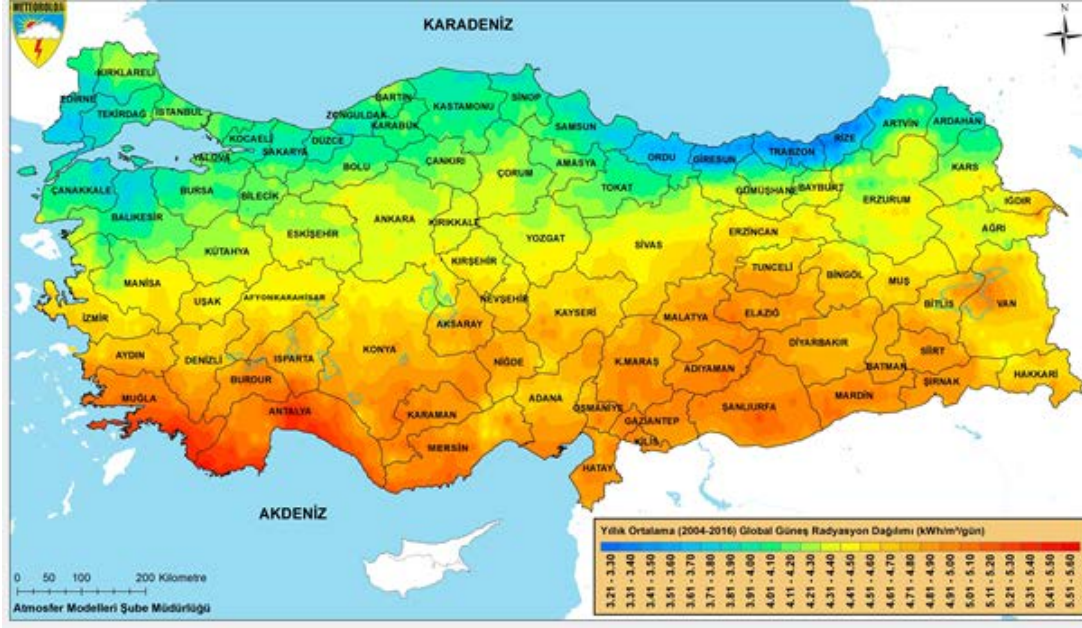 METEOROLOJİ
KARADENİZ
N
KIRKLARELİ
EDİRNE
TEKİRDAĞ
İSTANBUL
KOCAELİ
YALOVA
SAKARYA
DÜZCE
ZONGULDAK
BARTIN
KARABÜK
KASTAMONU
SİNOP
SAMSUN
ORDU
GİRESUN
TRABZON
RİZE
ARTVİN
ARDAHAN
KARS
ÇANAKKALE
BALIKESİR
BURSA
BİLECİK
BOLU
ÇANKIRI
ÇORUM
AMASYA
TOKAT
GÜMÜŞHANE
BAYBURT
ERZURUM
IĞDIR
AĞRI
KÜTAHYA
ESKİŞEHİR
ANKARA
KIRIKKALE
YOZGAT
SİVAS
ERZİNCAN
KIRŞEHİR
TUNCELİ
BİNGÖL
MUŞ
BİTLİS
VAN
MANİSA
UŞAK
AFYONKARAHİSAR
NEVŞEHİR
KAYSERİ
MALATYA
ELAZIĞ
İZMİR
AKSARAY
DİYARBAKIR
AYDIN
DENİZLİ
ISPARTA
KONYA
NİĞDE
K.MARAŞ
ADIYAMAN
BATMAN
SİİRT
ŞIRNAK
HAKKARİ
BURDUR
MUĞLA
ANTALYA
KARAMAN
ADANA
OSMANİYE
GAZİANTEP
ŞANLIURFA
MARDİN
MERSİN
KİLİS
HATAY
AKDENİZ
Yıllık Ortalama (2004-2016) Global Güneş Radyasyon Dağılımı (kWh/m²/gün)
3.21 - 3.30
3.31 - 3.40
3.41 - 3.50
3.51 - 3.60
3.61 - 3.70
3.71 - 3.80
3.81 - 3.90
3.91 - 4.00
4.01 - 4.10
4.11 - 4.20
4.21 - 4.30
4.31 - 4.40
4.41 - 4.50
4.51 - 4.60
4.61 - 4.70
4.71 - 4.80
4.81 - 4.90
4.91 - 5.00
5.01 - 5.10
5.11 - 5.20
5.21 - 5.30
5.31 - 5.40
5.41 - 5.50
5.51 - 5.60
0 50 100 200 Kilometre
Atmosfer Modelleri Şube Müdürlüğü